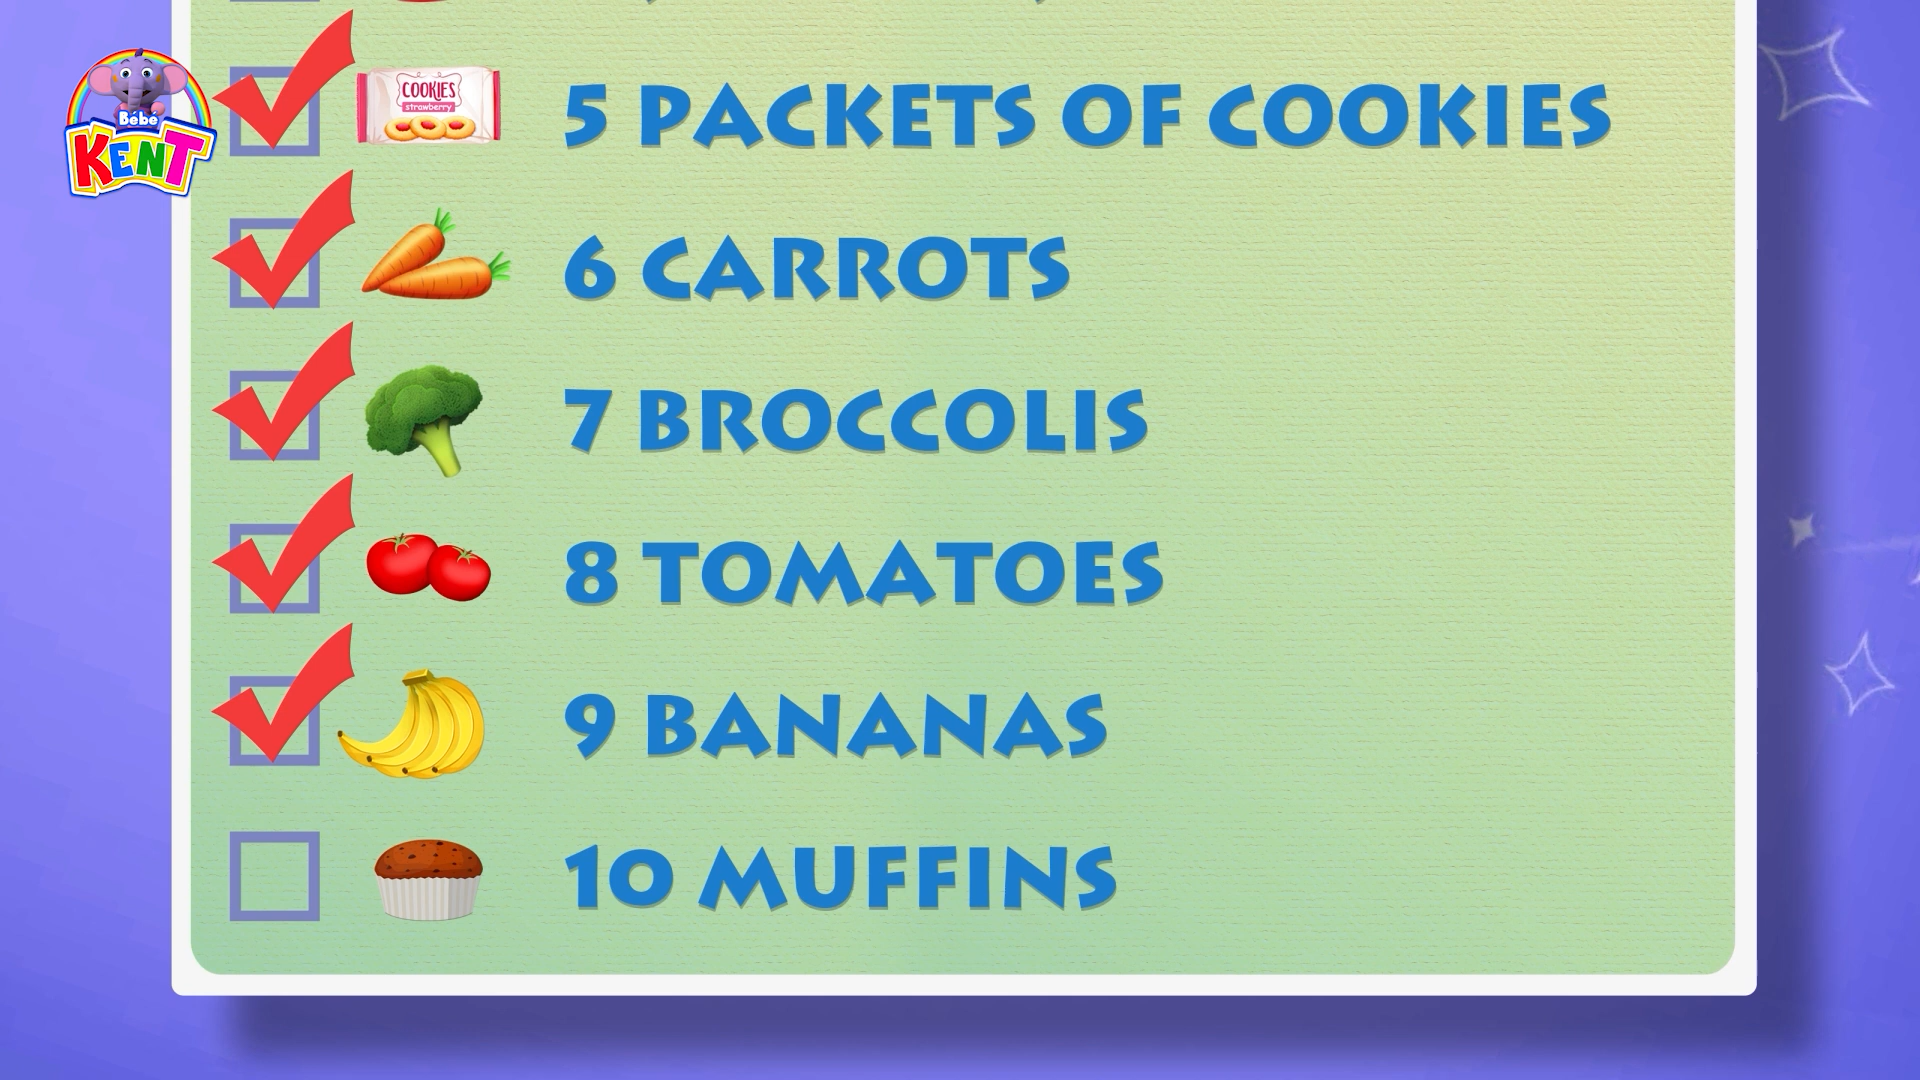 Bébé
KENT
COOKIES
strawberry
5 PACKETS OF COOKIES
6 CARROTS
7 BROCCOLIS
8 TOMATOES
9 BANANAS
10 MUFFINS